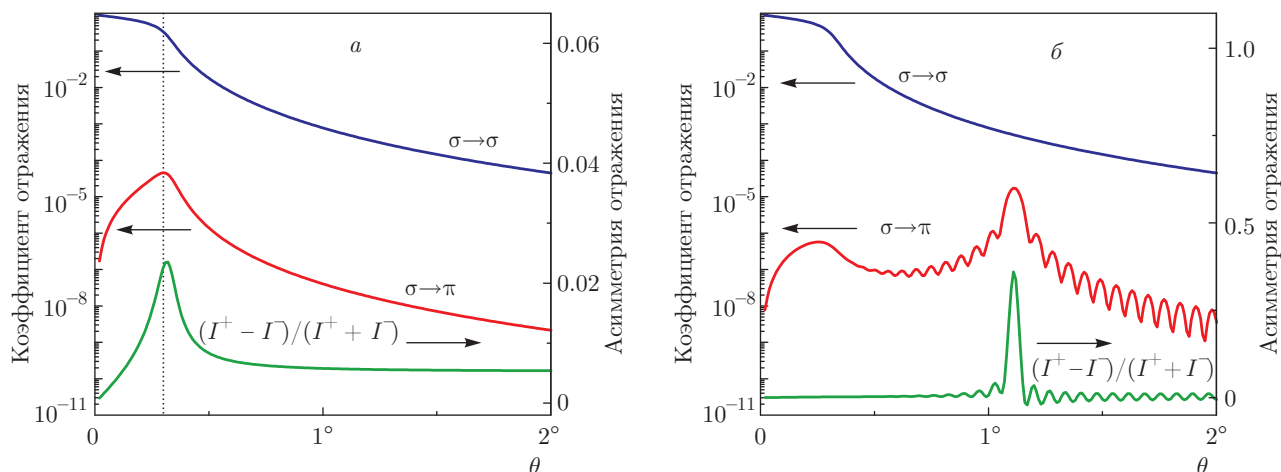 а
10⁻²
10⁻⁵
10⁻⁸
10⁻¹¹
Коэффициент отражения
σ→σ
σ→π
(I⁺ − I⁻)/(I⁺ + I⁻)
0.06
0.04
0.02
0
Асимметрия отражения
0
1°
2°
θ
б
10⁻²
10⁻⁵
10⁻⁸
10⁻¹¹
Коэффициент отражения
σ→σ
σ→π
(I⁺−I⁻)/(I⁺+I⁻)
1.0
0.5
0
Асимметрия отражения
0
1°
2°
θ